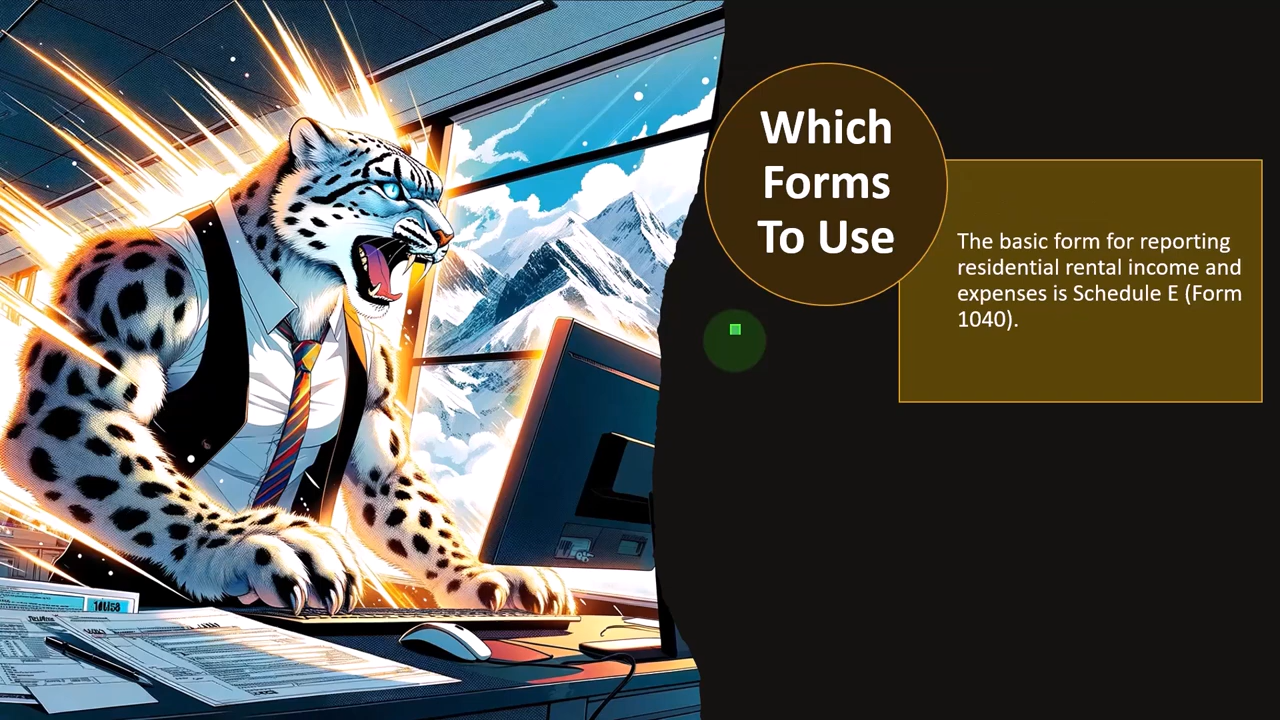 Which
Forms
To Use
The basic form for reporting
residential rental income and
expenses is Schedule E (Form
1040).